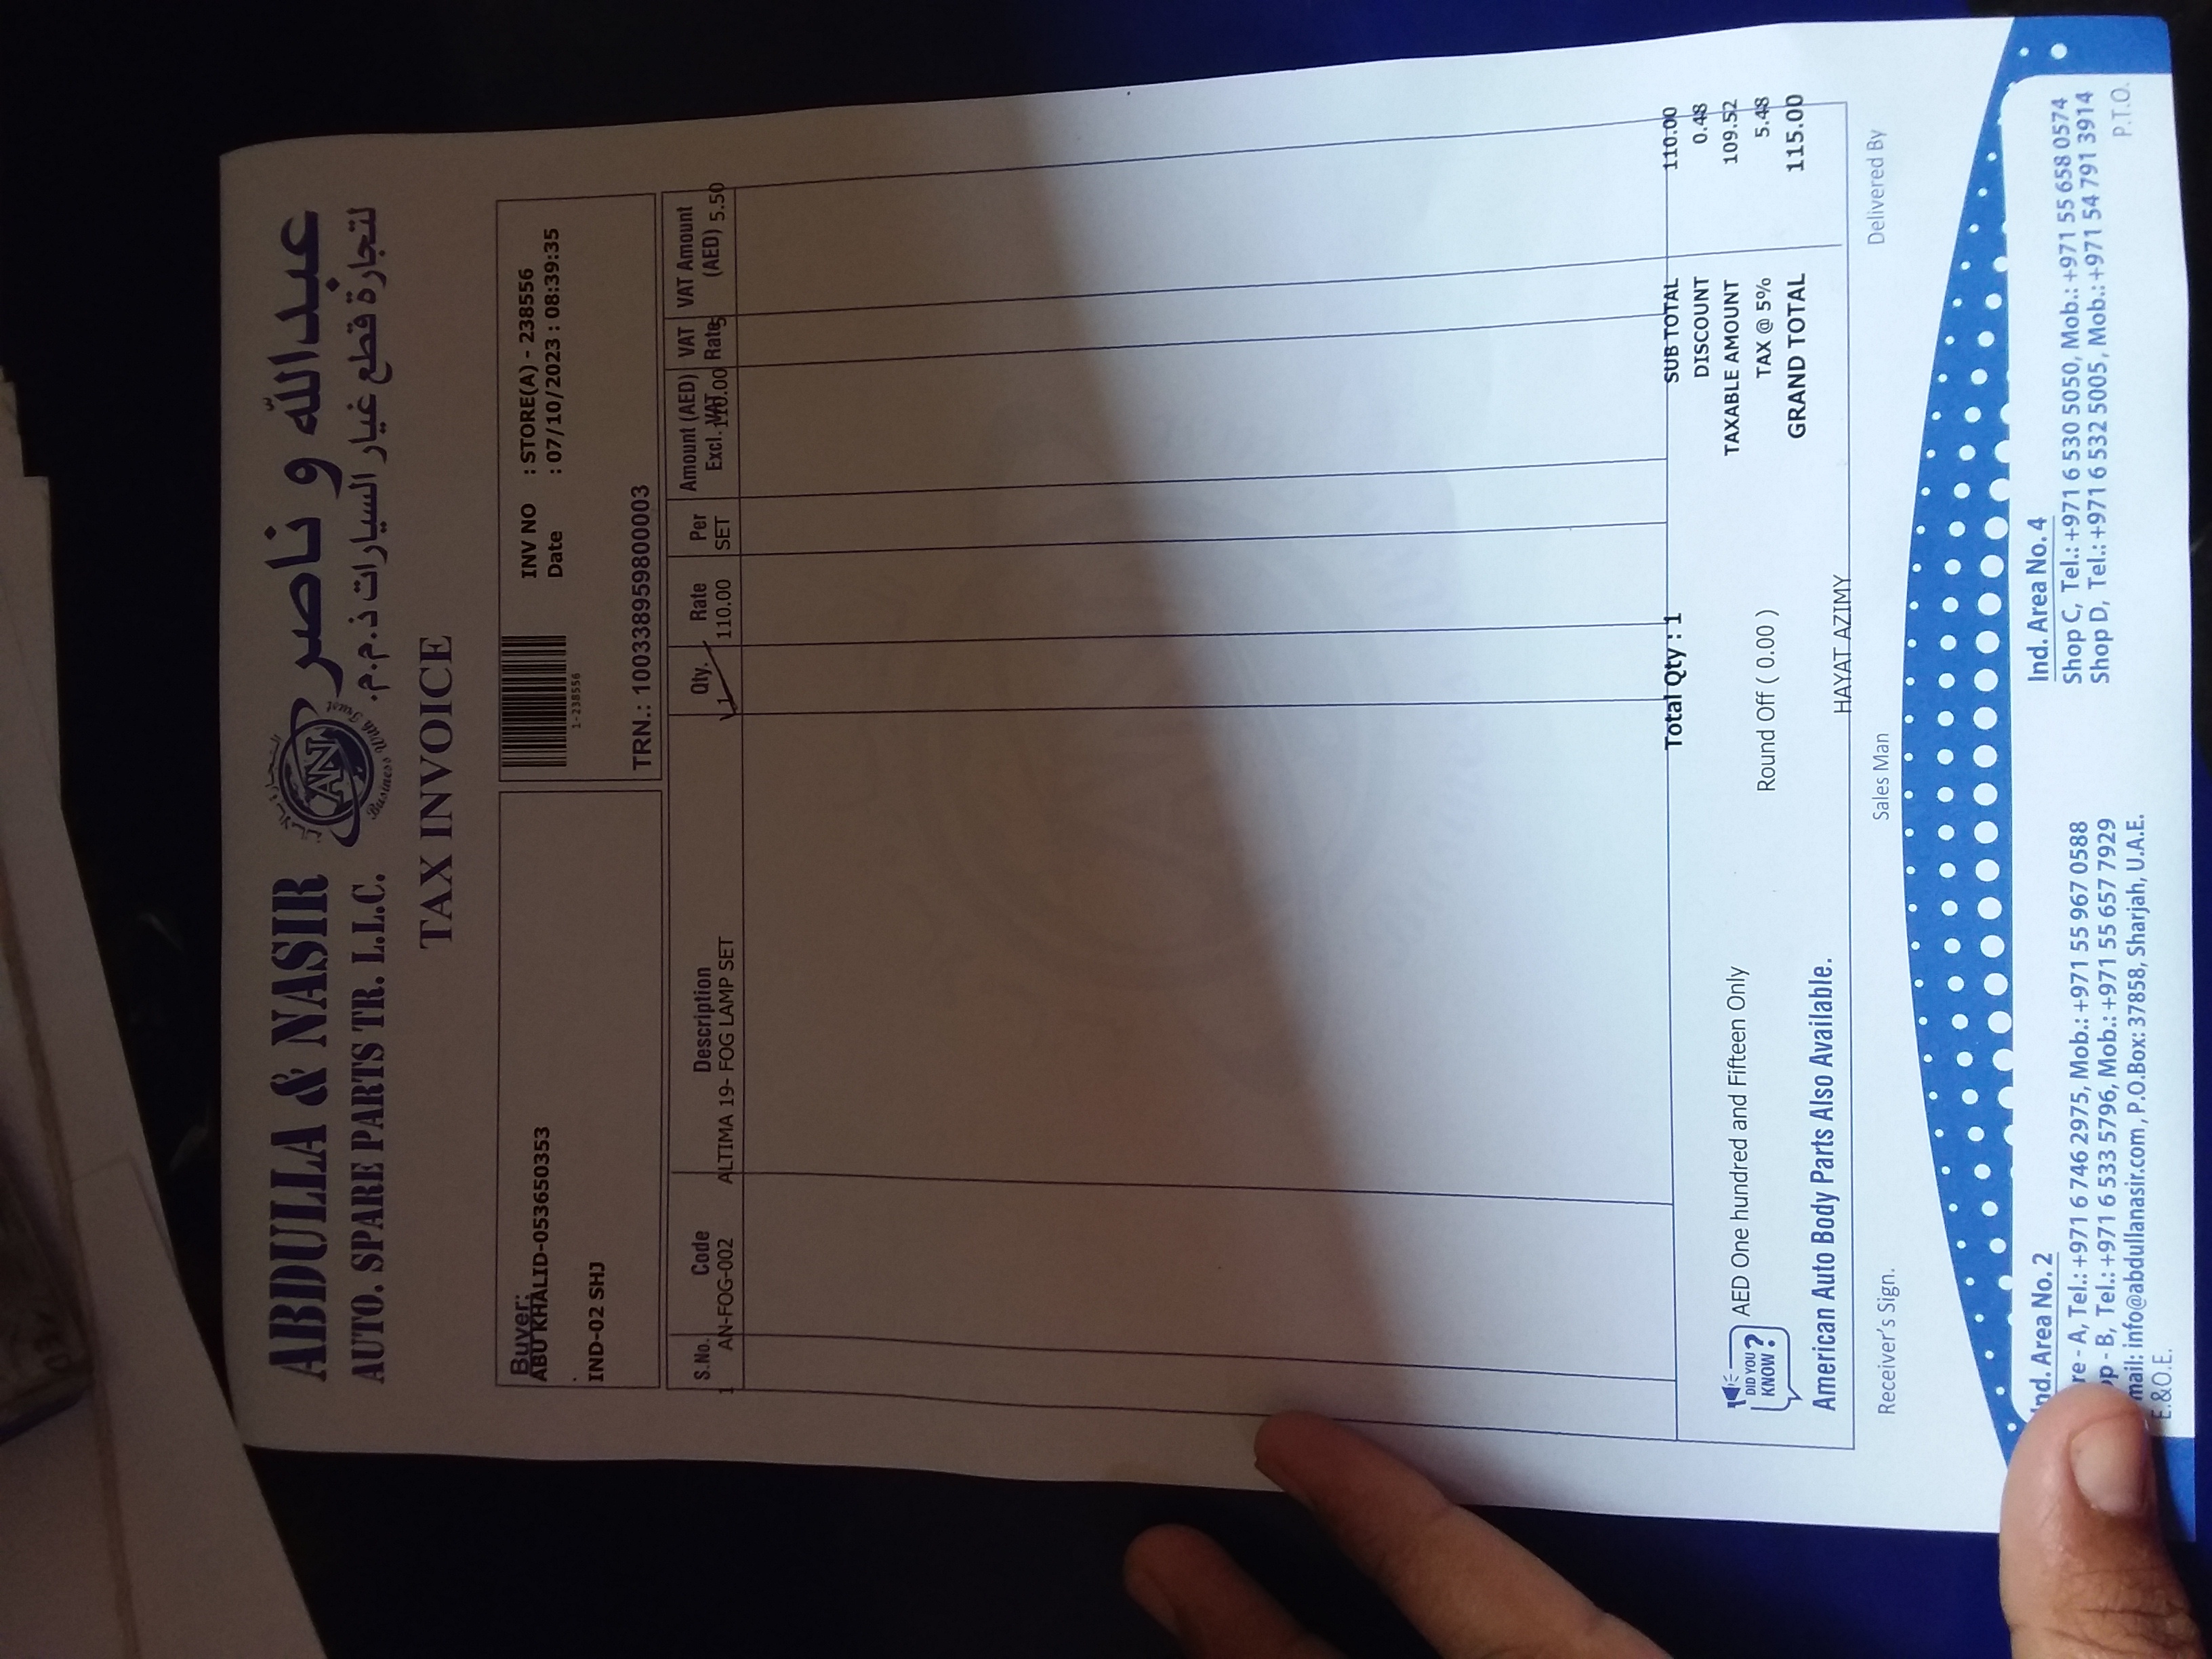 ABDULLA & NASIR
عبدالله و ناصر
AUTO. SPARE PARTS TR. L.L.C.
لتجارة قطع غيار السيارات ذ.م.م.
AN
Business With Trust
TAX INVOICE
Buyer:
ABU KHALID-053650353
.
IND-02 SHJ
1-238556
INV NO : STORE(A) - 238556
Date : 07/10/2023 : 08:39:35
TRN.: 100338959800003
S.No. Code Description Qty. Rate Per Amount (AED) Excl. VAT VAT Rate VAT Amount (AED)
1 AN-FOG-002 ALTIMA 19- FOG LAMP SET 1 110.00 SET 110.00 5 5.50
Total Qty : 1 SUB TOTAL 110.00
DISCOUNT 0.48
DID YOU KNOW ? AED One hundred and Fifteen Only TAXABLE AMOUNT 109.52
Round Off ( 0.00 ) TAX @ 5% 5.48
GRAND TOTAL 115.00
American Auto Body Parts Also Available.
HAYAT AZIMY
Receiver's Sign. Sales Man Delivered By
Ind. Area No. 2 Ind. Area No. 4
re - A, Tel.: +971 6 746 2975, Mob.: +971 55 967 0588 Shop C, Tel.: +971 6 530 5050, Mob.: +971 55 658 0574
op - B, Tel.: +971 6 533 5796, Mob.: +971 55 657 7929 Shop D, Tel.: +971 6 532 5005, Mob.: +971 54 791 3914
mail: info@abdullanasir.com, P.O.Box: 37858, Sharjah, U.A.E.
E.&O.E. P.T.O.